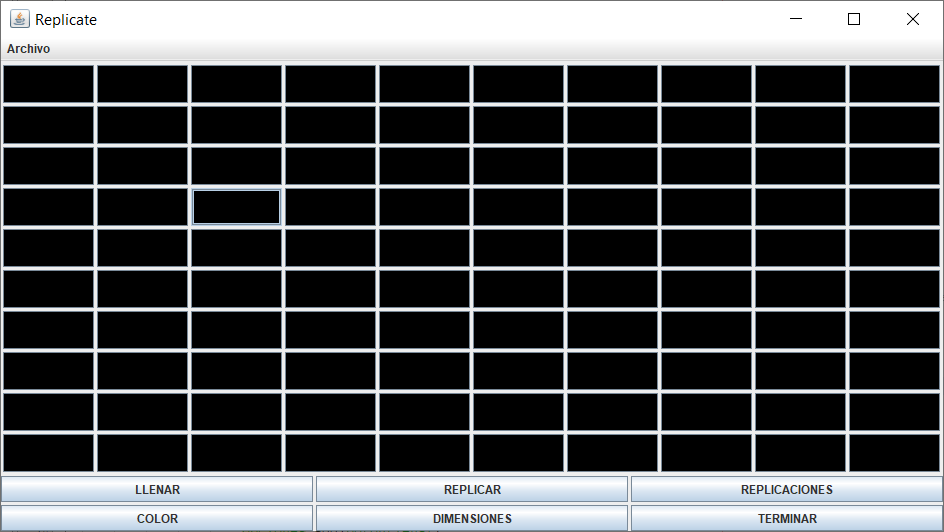 Replicate
Archivo
LLENAR REPLICAR REPLICACIONES
COLOR DIMENSIONES TERMINAR